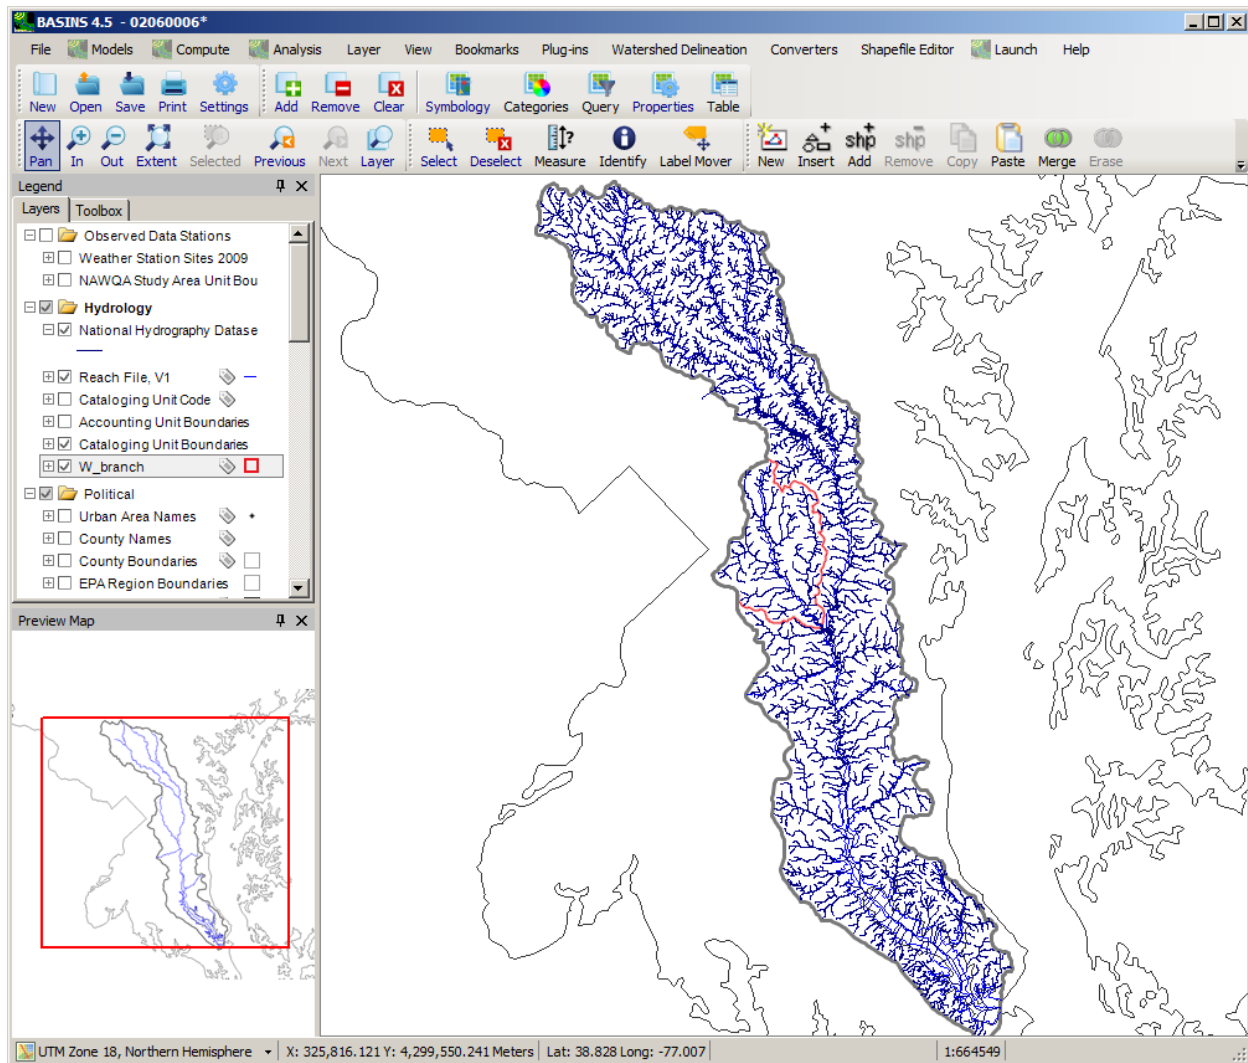 BASINS 4.5 - 02060006*
File Models Compute Analysis Layer View Bookmarks Plug-ins Watershed Delineation Converters Shapefile Editor Launch Help
New Open Save Print Settings Add Remove Clear Symbology Categories Query Properties Table
Pan In Out Extent Selected Previous Next Layer Select Deselect Measure Identify Label Mover New Insert Add Remove Copy Paste Merge Erase
Legend
Layers Toolbox
Observed Data Stations
Weather Station Sites 2009
NAWQA Study Area Unit Bou
Hydrology
National Hydrography Datase
Reach File, V1
Cataloging Unit Code
Accounting Unit Boundaries
Cataloging Unit Boundaries
W_branch
Political
Urban Area Names
County Names
County Boundaries
EPA Region Boundaries
Preview Map
UTM Zone 18, Northern Hemisphere X: 325,816.121 Y: 4,299,550.241 Meters Lat: 38.828 Long: -77.007 1:664549